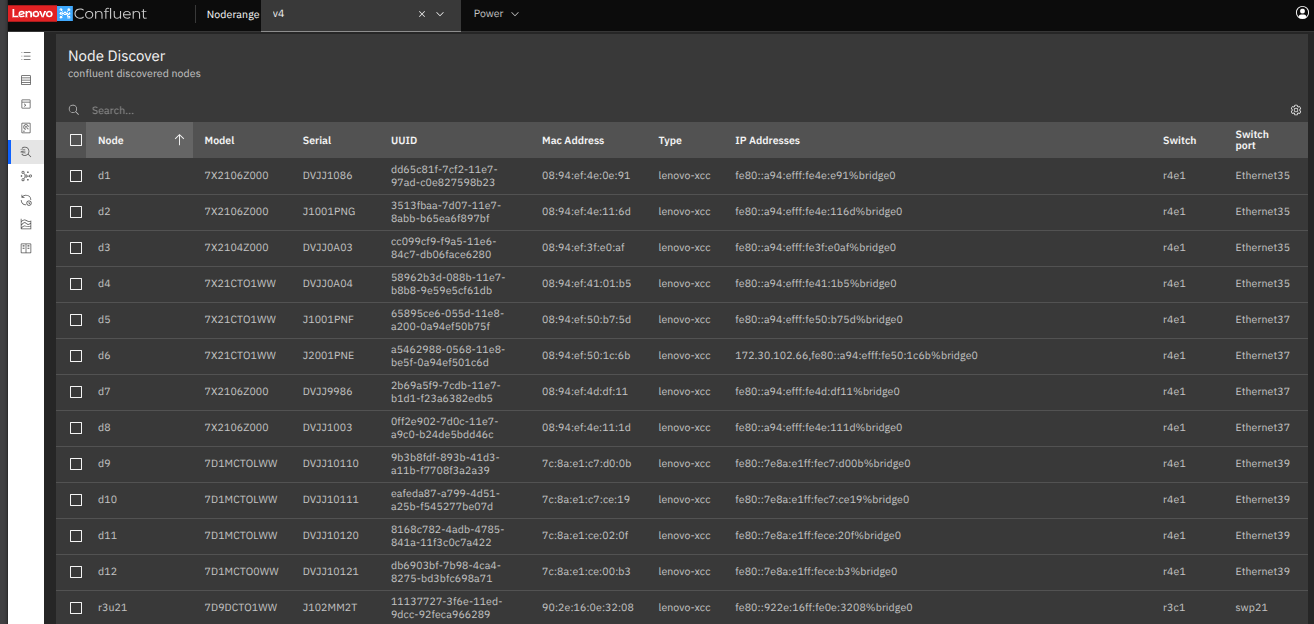 Lenovo Confluent Noderange v4 Power
Node Discover
confluent discovered nodes
Search...
Node Model Serial UUID Mac Address Type IP Addresses Switch Switch
port
d1 7X2106Z000 DVJJ1086 dd65c81f-7cf2-11e7- 08:94:ef:4e:0e:91 lenovo-xcc fe80::a94:efff:fe4e:e91%bridge0 r4e1 Ethernet35
97ad-c0e827598b23
d2 7X2106Z000 J1001PNG 3513fbaa-7d07-11e7- 08:94:ef:4e:11:6d lenovo-xcc fe80::a94:efff:fe4e:116d%bridge0 r4e1 Ethernet35
8abb-b65ea6f897bf
d3 7X2104Z000 DVJJ0A03 cc099cf9-f9a5-11e6- 08:94:ef:3f:e0:af lenovo-xcc fe80::a94:efff:fe3f:e0af%bridge0 r4e1 Ethernet35
84c7-db06face6280
d4 7X21CTO1WW DVJJ0A04 58962b3d-088b-11e7- 08:94:ef:41:01:b5 lenovo-xcc fe80::a94:efff:fe41:1b5%bridge0 r4e1 Ethernet35
b8b8-9e59e5cf61db
d5 7X21CTO1WW J1001PNF 65895ce6-055d-11e8- 08:94:ef:50:b7:5d lenovo-xcc fe80::a94:efff:fe50:b75d%bridge0 r4e1 Ethernet37
a200-0a94ef50b75f
d6 7X21CTO1WW J2001PNE a5462988-0568-11e8- 08:94:ef:50:1c:6b lenovo-xcc 172.30.102.66,fe80::a94:efff:fe50:1c6b%bridge0 r4e1 Ethernet37
be5f-0a94ef501c6d
d7 7X2106Z000 DVJJ9986 2b69a5f9-7cdb-11e7- 08:94:ef:4d:df:11 lenovo-xcc fe80::a94:efff:fe4d:df11%bridge0 r4e1 Ethernet37
b1d1-f23a6382edb5
d8 7X2106Z000 DVJJ1003 0ff2e902-7d0c-11e7- 08:94:ef:4e:11:1d lenovo-xcc fe80::a94:efff:fe4e:111d%bridge0 r4e1 Ethernet37
a9c0-b24de5bdd46c
d9 7D1MCTOLWW DVJJ10110 9b3b8fdf-893b-41d3- 7c:8a:e1:c7:d0:0b lenovo-xcc fe80::7e8a:e1ff:fec7:d00b%bridge0 r4e1 Ethernet39
a11b-f7708f3a2a39
d10 7D1MCTOLWW DVJJ10111 eafeda87-a799-4d51- 7c:8a:e1:c7:ce:19 lenovo-xcc fe80::7e8a:e1ff:fec7:ce19%bridge0 r4e1 Ethernet39
a25b-f545277be07d
d11 7D1MCTOLWW DVJJ10120 8168c782-4adb-4785- 7c:8a:e1:ce:02:0f lenovo-xcc fe80::7e8a:e1ff:fece:20f%bridge0 r4e1 Ethernet39
841a-11f3c0c7a422
d12 7D1MCTO0WW DVJJ10121 db6903bf-7b98-4ca4- 7c:8a:e1:ce:00:b3 lenovo-xcc fe80::7e8a:e1ff:fece:b3%bridge0 r4e1 Ethernet39
8275-bd3bfc698a71
r3u21 7D9DCTO1WW J102MM2T 11137727-3f6e-11ed- 90:2e:16:0e:32:08 lenovo-xcc fe80::922e:16ff:fe0e:3208%bridge0 r3c1 swp21
9dcc-92feca966289